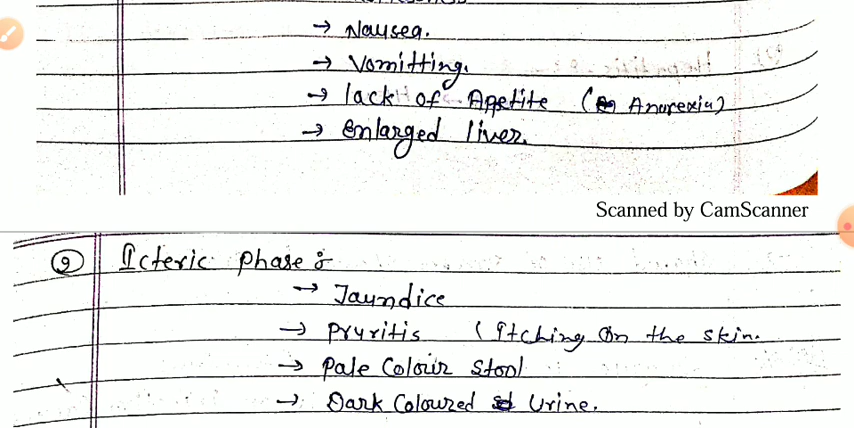 → Nausea.
→ Vomitting.
→ lack of Appetite ( Anorexia)
→ enlarged liver.
Scanned by CamScanner
② Icteric phase :
→ Jaundice
→ Pruritis ( Itching On the skin.
→ Pale Colour Stool
→ Dark Coloured Urine.